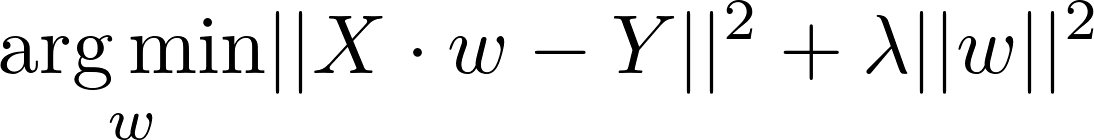 arg min||X · w − Y||² + λ||w||²
w